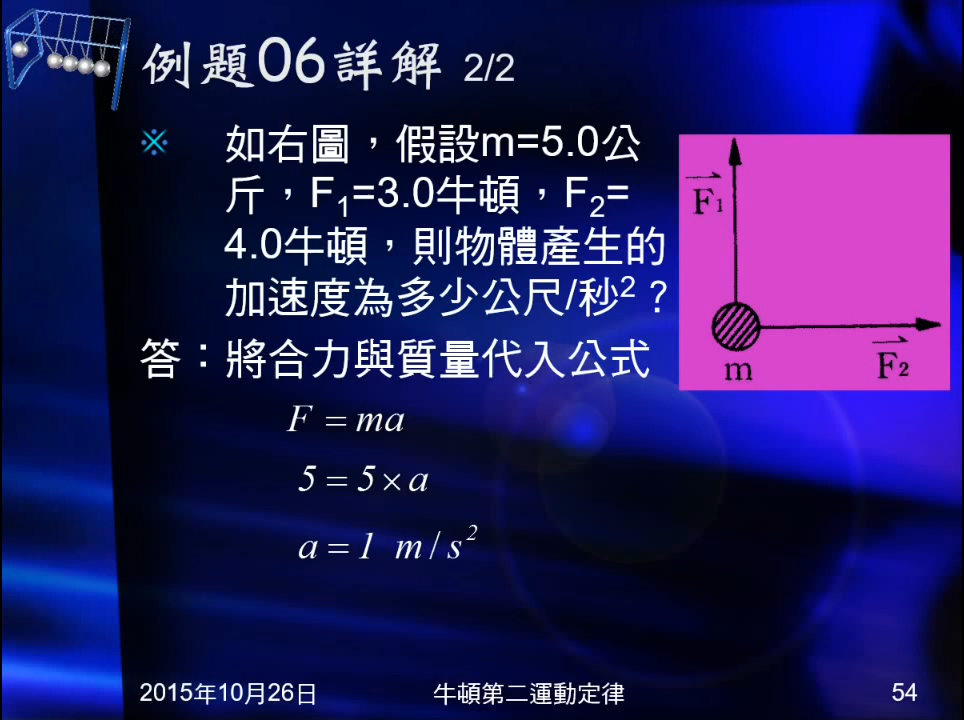 例題06詳解 2/2
※ 如右圖，假設m=5.0公
斤，F₁=3.0牛頓，F₂=
4.0牛頓，則物體產生的
加速度為多少公尺/秒²？
答：將合力與質量代入公式
F = ma
5 = 5 × a
a = 1 m / s²
F₁
F₂
m
2015年10月26日
牛頓第二運動定律
54